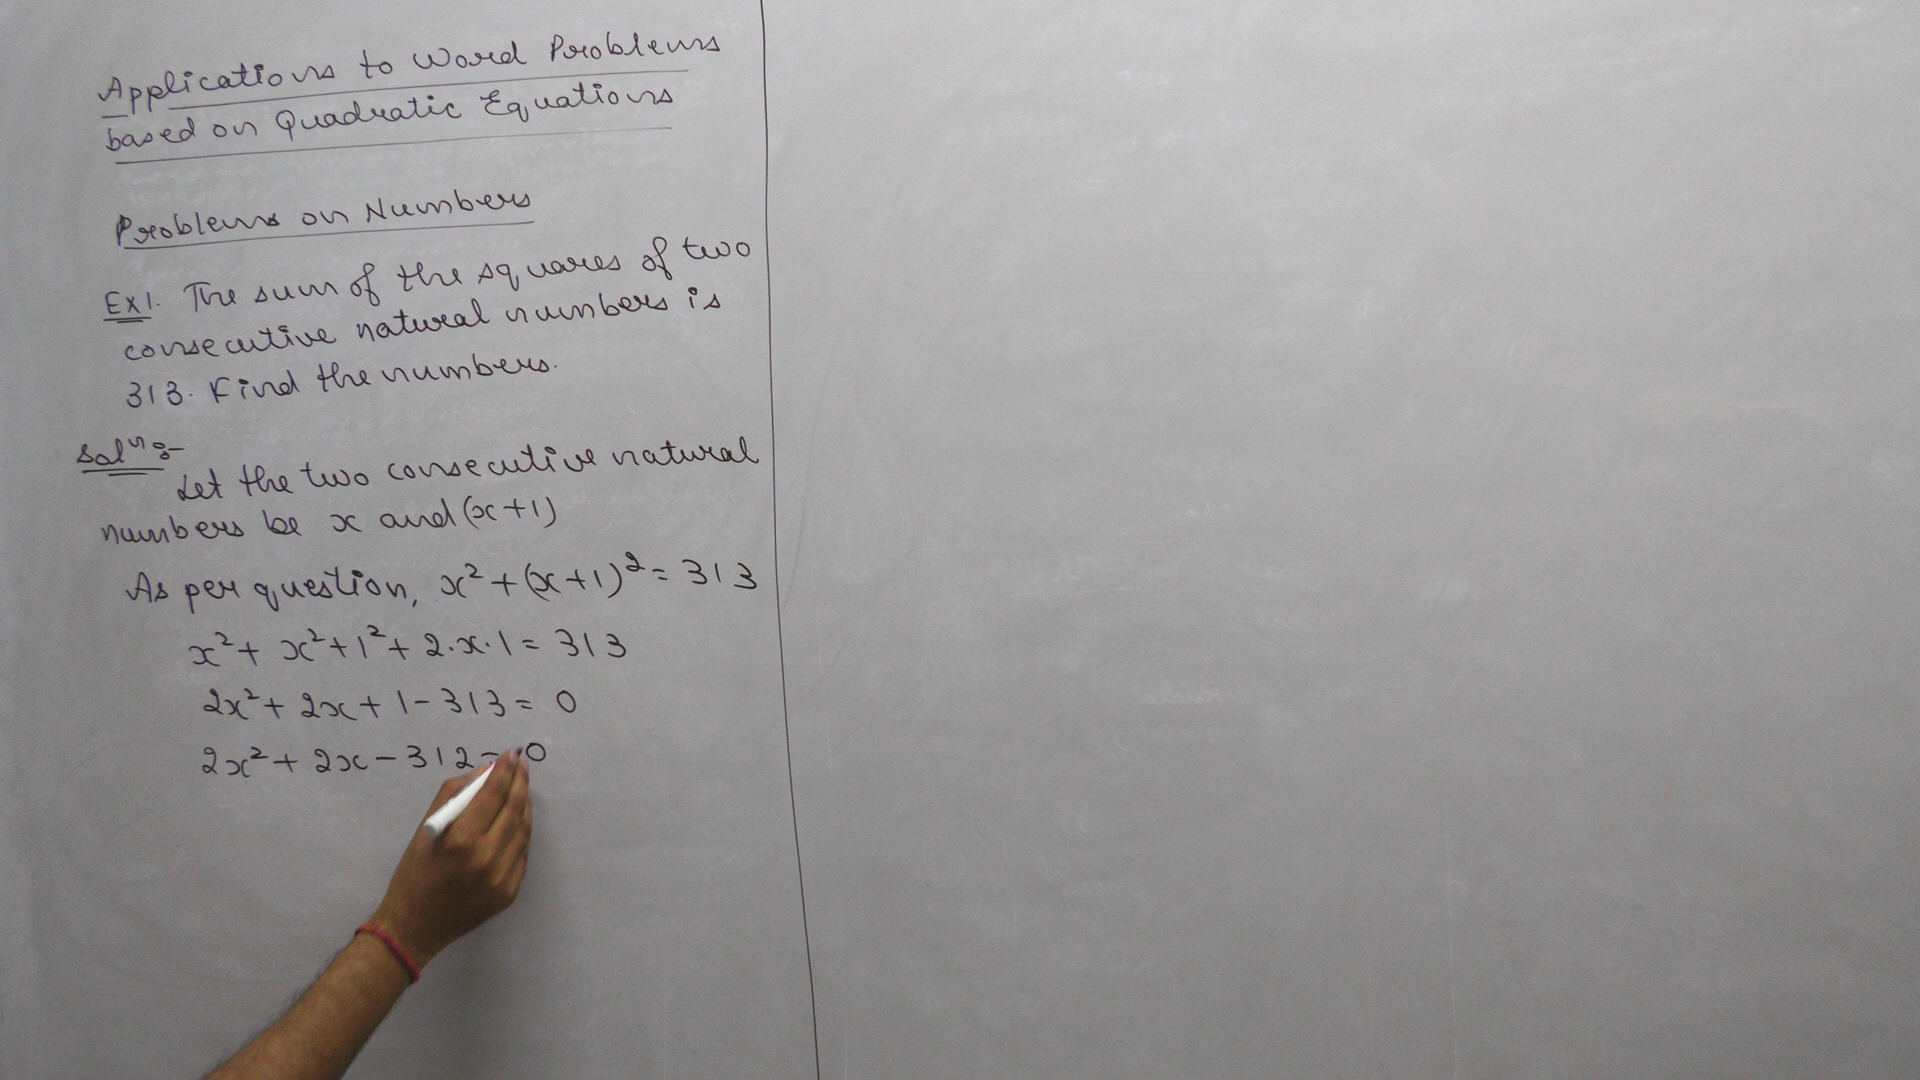 Applications to Word Problems
based on Quadratic Equations
Problems on Numbers
Ex1. The sum of the squares of two
consecutive natural numbers is
313. Find the numbers.
Solⁿ:-
Let the two consecutive natural
numbers be x and (x+1)
As per question, x²+(x+1)²=313
x²+x²+1²+2·x·1=313
2x²+2x+1-313=0
2x²+2x-312=0